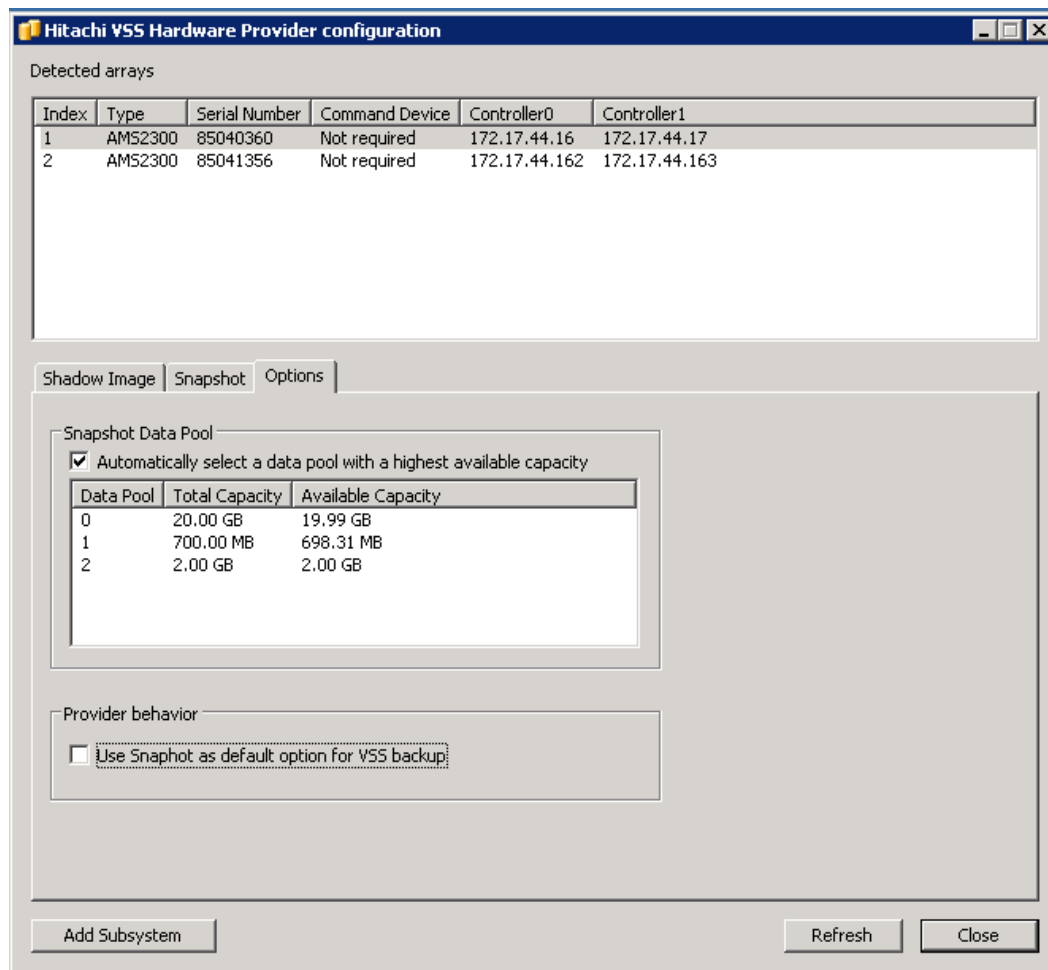 Hitachi VSS Hardware Provider configuration
Detected arrays
Index Type Serial Number Command Device Controller0 Controller1
1 AMS2300 85040360 Not required 172.17.44.16 172.17.44.17
2 AMS2300 85041356 Not required 172.17.44.162 172.17.44.163
Shadow Image Snapshot Options
Snapshot Data Pool
Automatically select a data pool with a highest available capacity
Data Pool Total Capacity Available Capacity
0 20.00 GB 19.99 GB
1 700.00 MB 698.31 MB
2 2.00 GB 2.00 GB
Provider behavior
Use Snaphot as default option for VSS backup
Add Subsystem Refresh Close